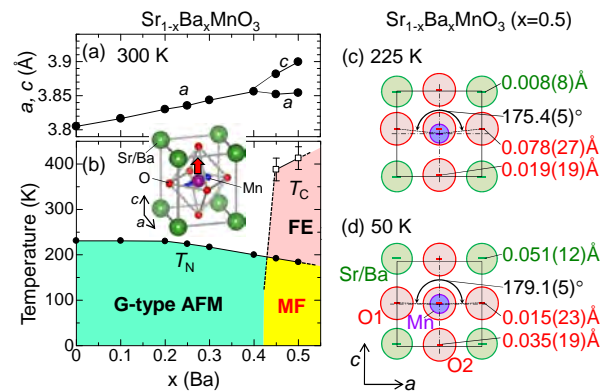 Sr1-xBaxMnO3
(a) 300 K
3.9
3.85
3.8
a, c (Å)
a
c
a
(b)
400
300
200
100
0
Temperature (K)
Sr/Ba
O
Mn
c
a
TC
FE
TN
G-type AFM
MF
0 0.1 0.2 0.3 0.4 0.5
x (Ba)
Sr1-xBaxMnO3 (x=0.5)
(c) 225 K
0.008(8)Å
175.4(5)°
0.078(27)Å
0.019(19)Å
(d) 50 K
Sr/Ba
0.051(12)Å
179.1(5)°
O1
Mn
0.015(23)Å
0.035(19)Å
O2
c
a